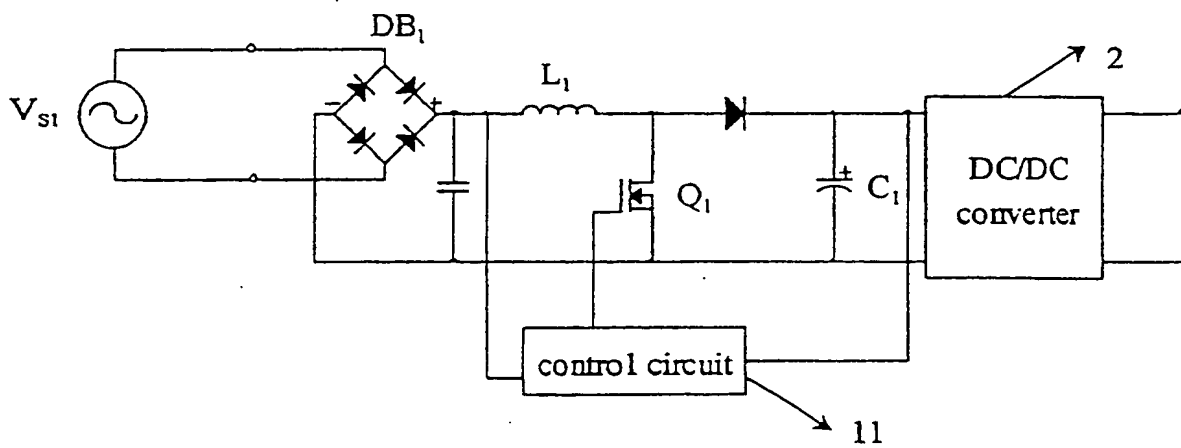 DB1
2
L1
VS1
- +
+
Q1
C1
DC/DC
converter
control circuit
11